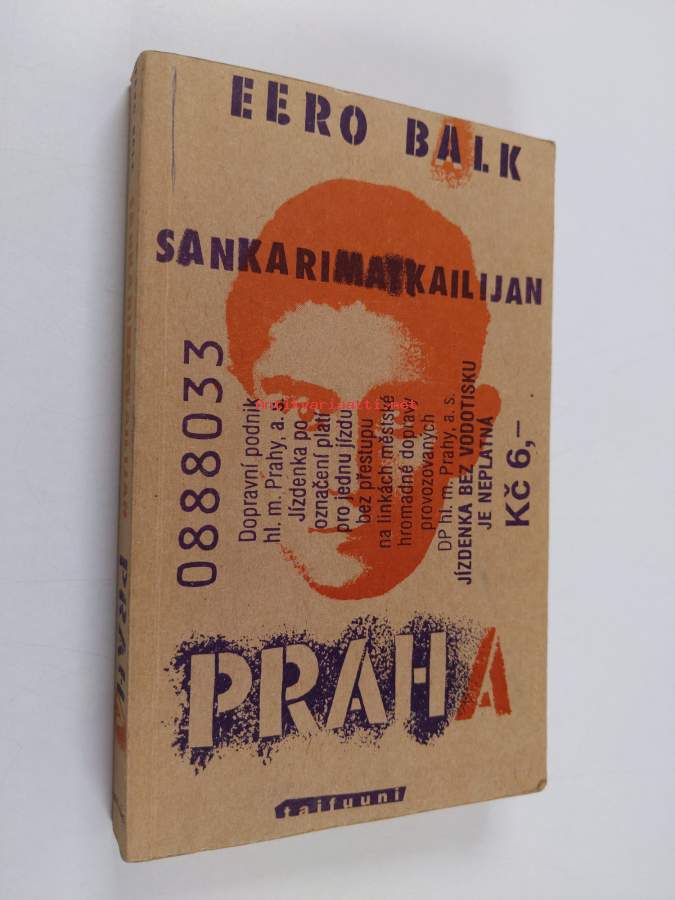 EERO BALK
SANKARIMATKAILIJAN
0888033
Dopravní podnik
hl. m. Prahy, a. s.
Jízdenka po
označení platí
pro jednu jízdu
bez přestupu
na linkách městské
hromadné dopravy
provozovaných
DP hl. m. Prahy, a. s.
JÍZDENKA BEZ VODOTISKU
JE NEPLATNÁ
Kč 6,–
PRAHA
taifuuni
PRAHA